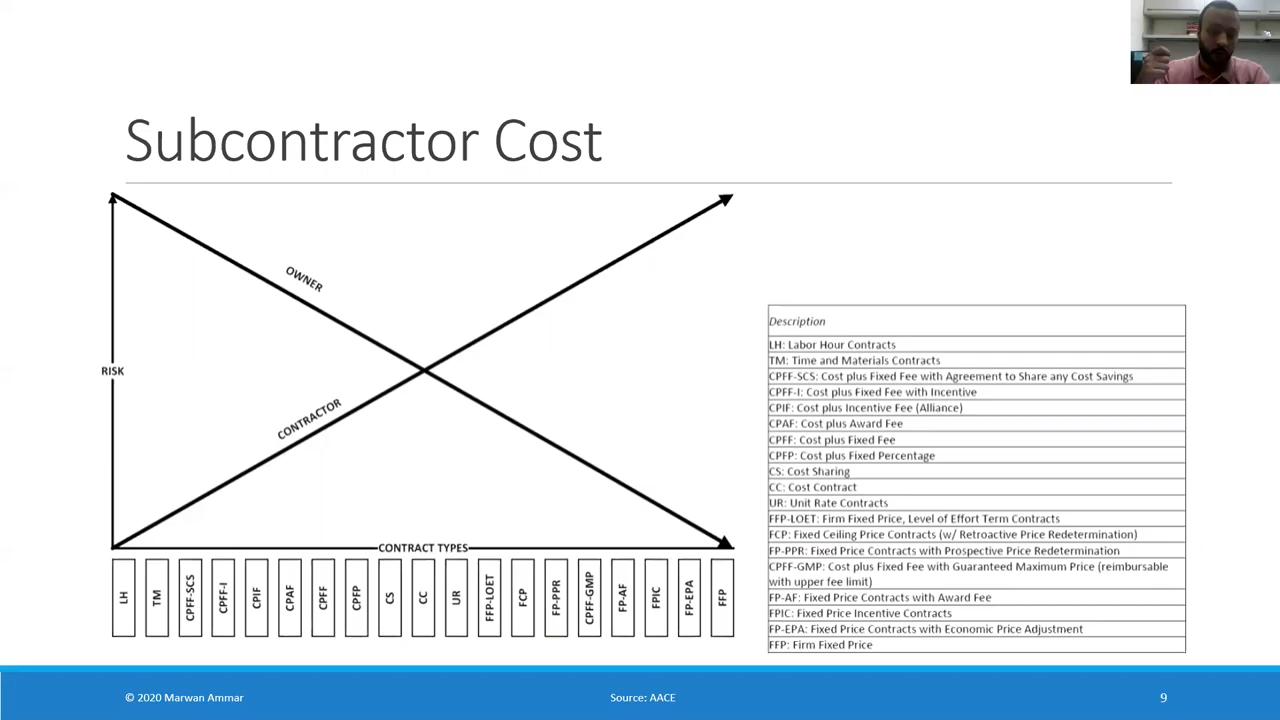 Subcontractor Cost
OWNER
RISK
CONTRACTOR
CONTRACT TYPES
LH
TM
CPFF-SCS
CPFF-I
CPIF
CPAF
CPFF
CPFP
CS
CC
UR
FFP-LOET
FCP
FP-PPR
CPFF-GMP
FP-AF
FPIC
FP-EPA
FFP
Description
LH: Labor Hour Contracts
TM: Time and Materials Contracts
CPFF-SCS: Cost plus Fixed Fee with Agreement to Share any Cost Savings
CPFF-I: Cost plus Fixed Fee with Incentive
CPIF: Cost plus Incentive Fee (Alliance)
CPAF: Cost plus Award Fee
CPFF: Cost plus Fixed Fee
CPFP: Cost plus Fixed Percentage
CS: Cost Sharing
CC: Cost Contract
UR: Unit Rate Contracts
FFP-LOET: Firm Fixed Price, Level of Effort Term Contracts
FCP: Fixed Ceiling Price Contracts (w/ Retroactive Price Redetermination)
FP-PPR: Fixed Price Contracts with Prospective Price Redetermination
CPFF-GMP: Cost plus Fixed Fee with Guaranteed Maximum Price (reimbursable
with upper fee limit)
FP-AF: Fixed Price Contracts with Award Fee
FPIC: Fixed Price Incentive Contracts
FP-EPA: Fixed Price Contracts with Economic Price Adjustment
FFP: Firm Fixed Price
© 2020 Marwan Ammar
Source: AACE
9